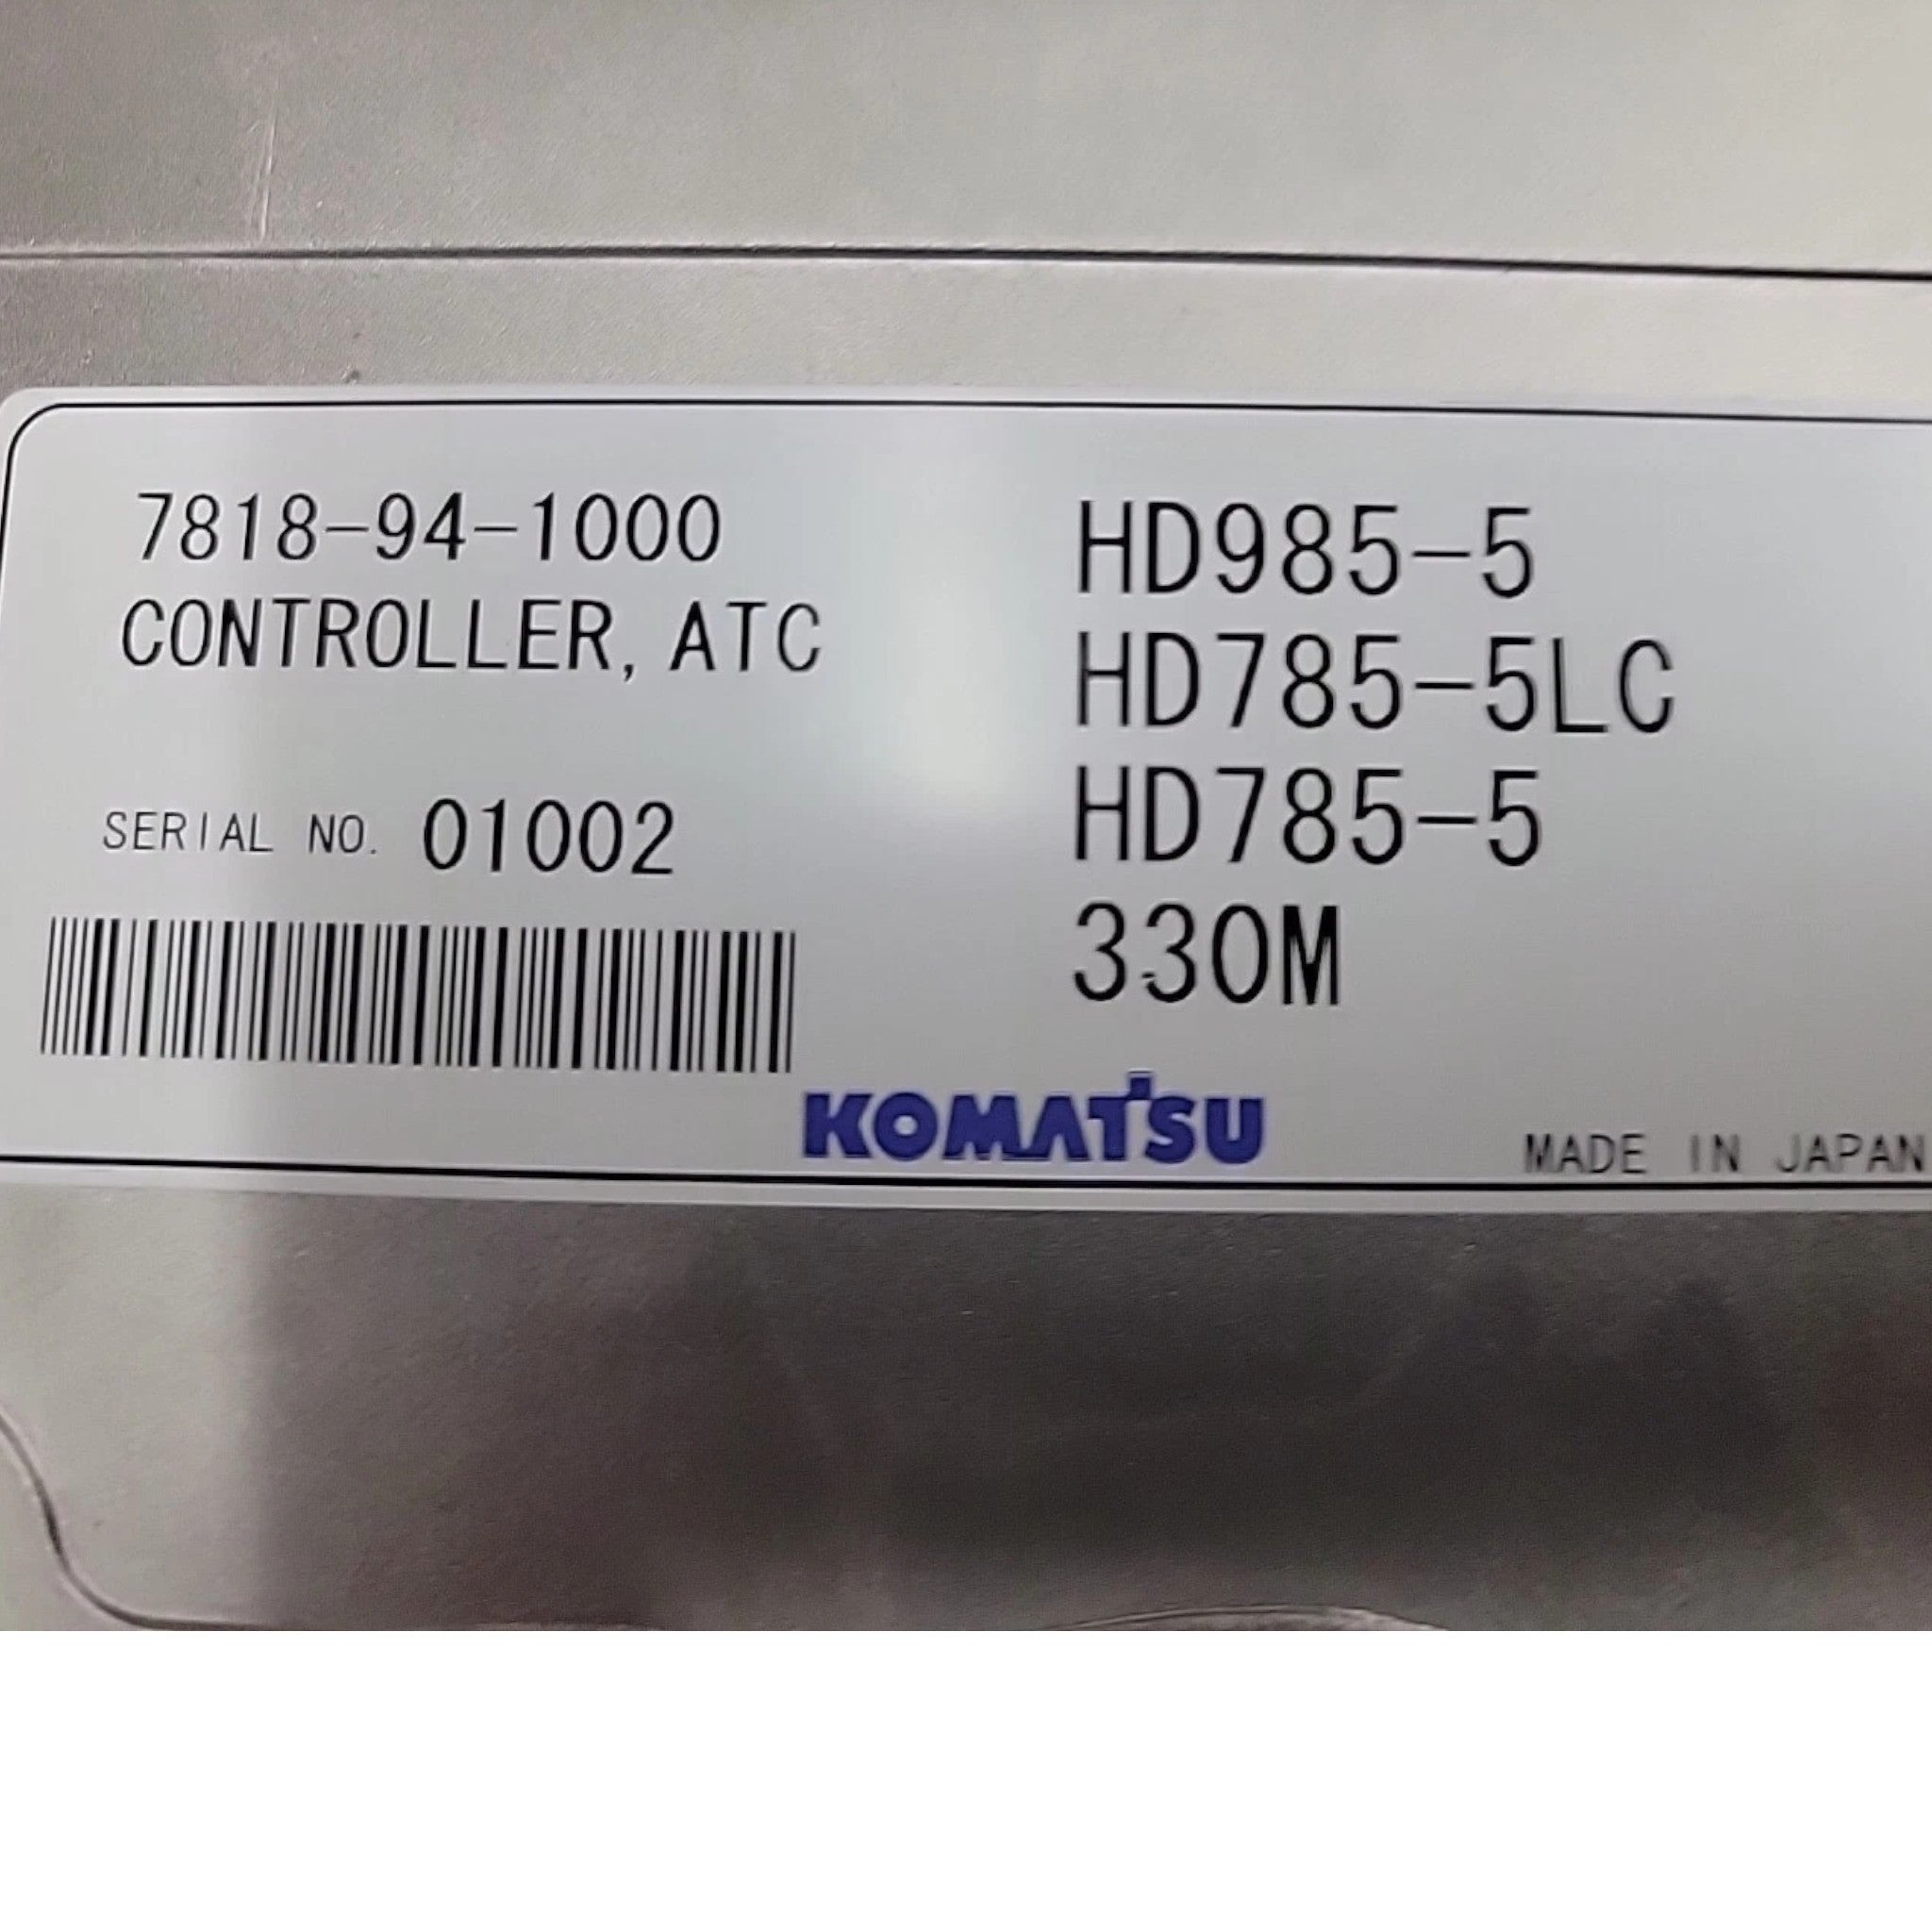 7818-94-1000
CONTROLLER, ATC
SERIAL NO. 01002
HD985-5
HD785-5LC
HD785-5
330M
KOMATSU
MADE IN JAPAN